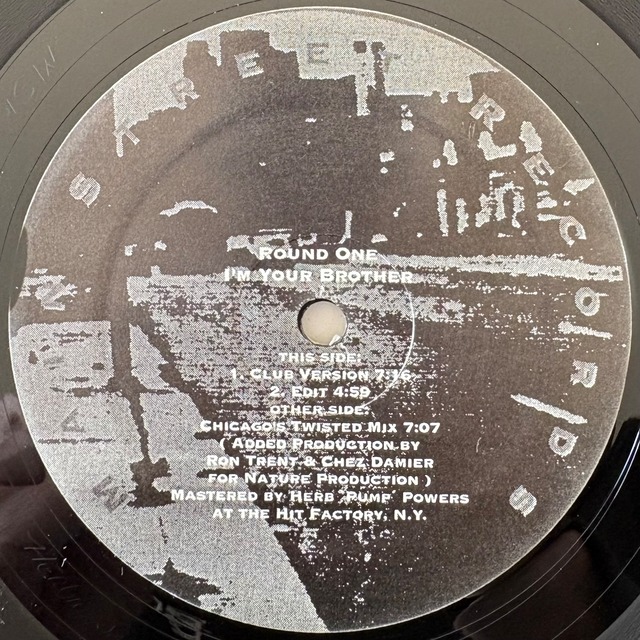 MAIN STREET RECORDS
ROUND ONE
I'M YOUR BROTHER
THIS SIDE:
1. CLUB VERSION 7:16
2. EDIT 4:59
OTHER SIDE:
CHICAGO'S TWISTED MIX 7:07
( ADDED PRODUCTION BY
RON TRENT & CHEZ DAMIER
FOR NATURE PRODUCTION )
MASTERED BY HERB "PUMP" POWERS
AT THE HIT FACTORY, N.Y.